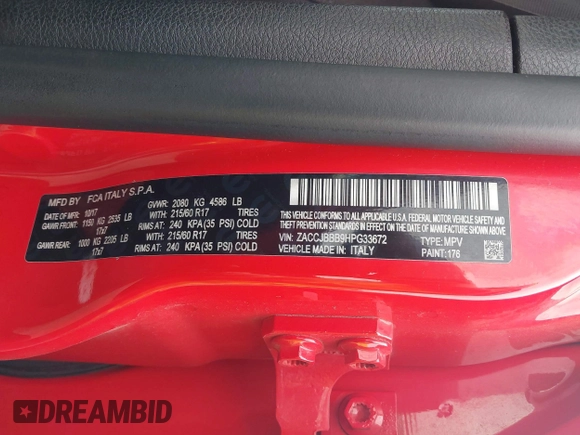 MFD BY FCA ITALY S.P.A.
DATE OF MFR: 10/17 GVWR: 2080 KG 4586 LB
GAWR FRONT: 1150 KG 2535 LB WITH: 215/60 R17 TIRES
17x7 RIMS AT: 240 KPA (35 PSI) COLD
GAWR REAR: 1000 KG 2205 LB WITH: 215/60 R17 TIRES
17x7 RIMS AT: 240 KPA (35 PSI) COLD
THIS VEHICLE CONFORMS TO ALL APPLICABLE U.S.A. FEDERAL MOTOR VEHICLE SAFETY AND
THEFT PREVENTION STANDARDS IN EFFECT ON THE DATE OF MANUFACTURE SHOWN ABOVE
VIN: ZACCJBBB9HPG33672 TYPE: MPV
VEHICLE MADE IN: ITALY PAINT: 176
DREAMBID